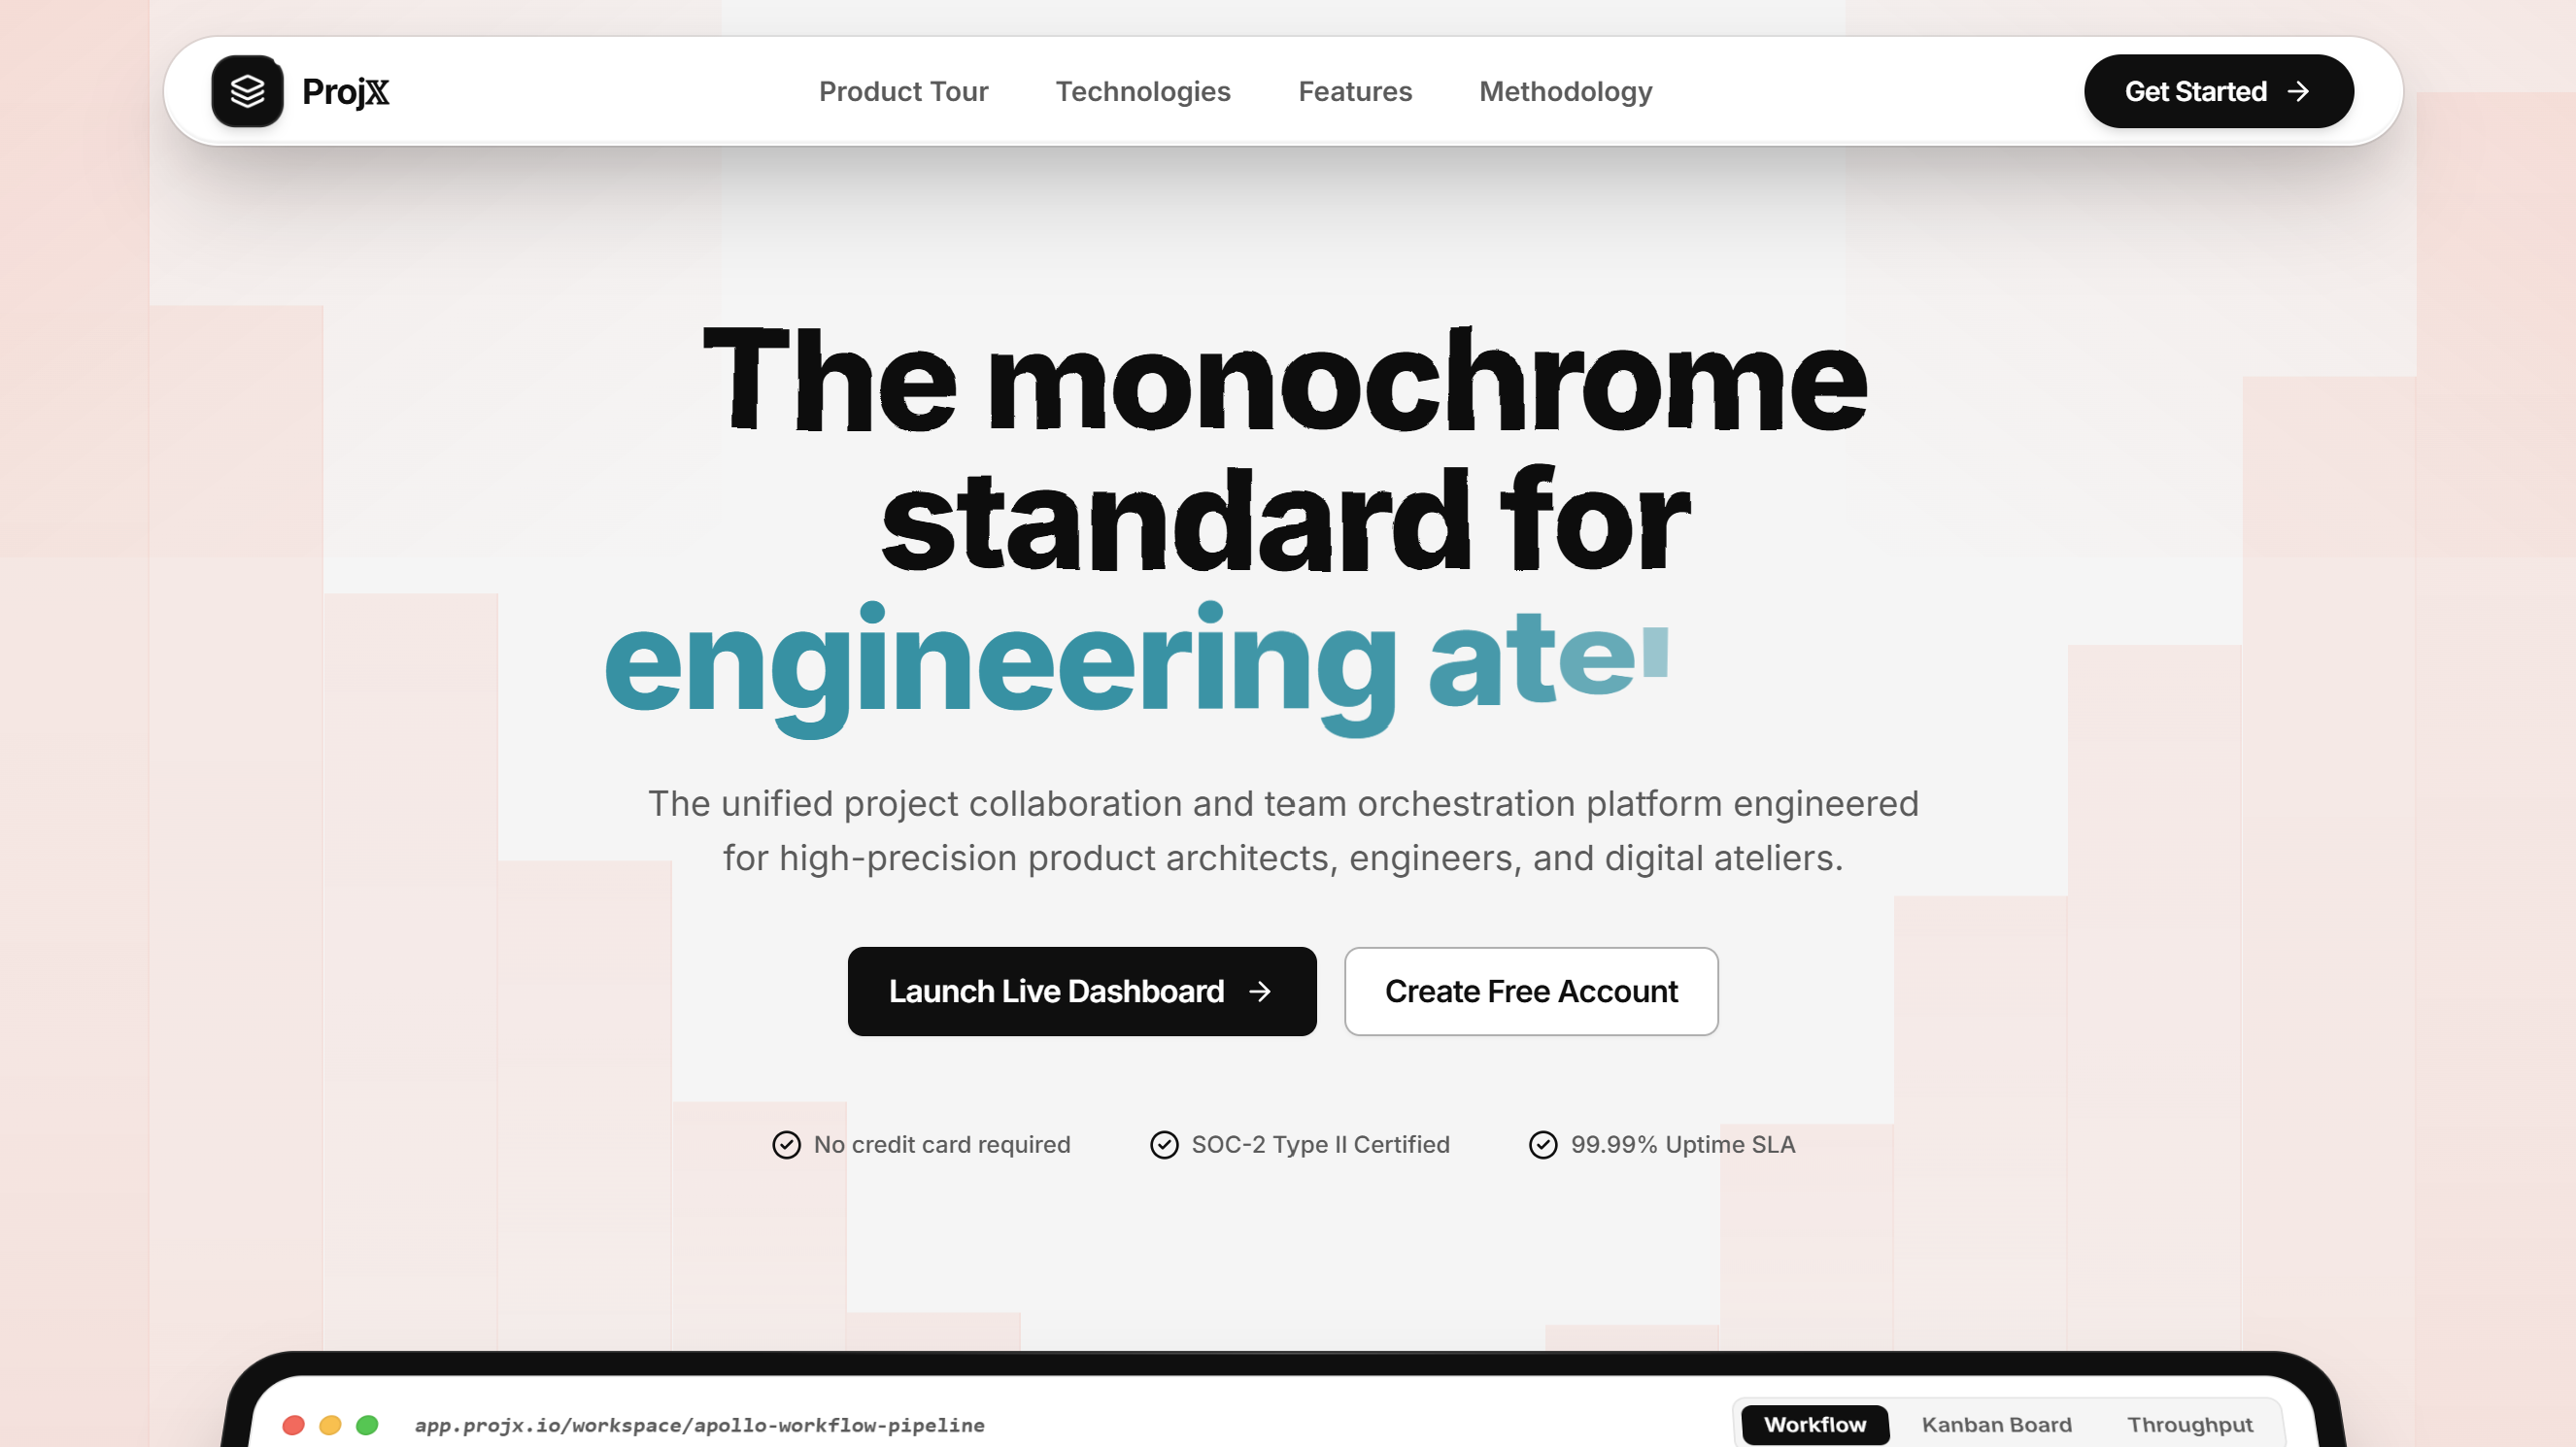 Proj𝕏
Product Tour
Technologies
Features
Methodology
Get Started
The monochrome
standard for
engineering ate
The unified project collaboration and team orchestration platform engineered
for high-precision product architects, engineers, and digital ateliers.
Launch Live Dashboard
Create Free Account
No credit card required
SOC-2 Type II Certified
99.99% Uptime SLA
app.projx.io/workspace/apollo-workflow-pipeline
Workflow
Kanban Board
Throughput